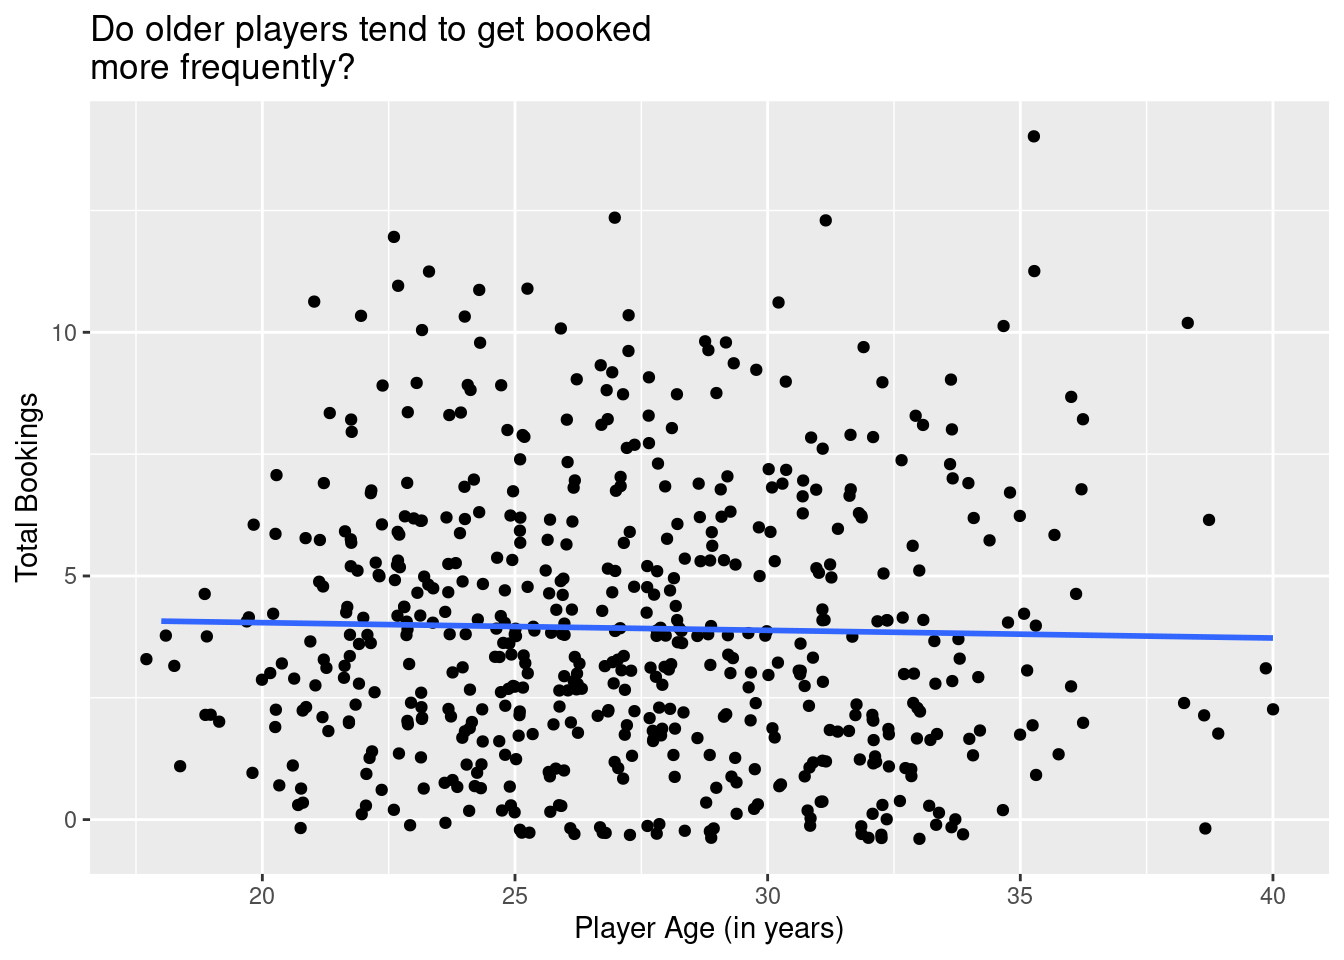 Do older players tend to get booked
more frequently?
Total Bookings
10
5
0
20 25 30 35 40
Player Age (in years)